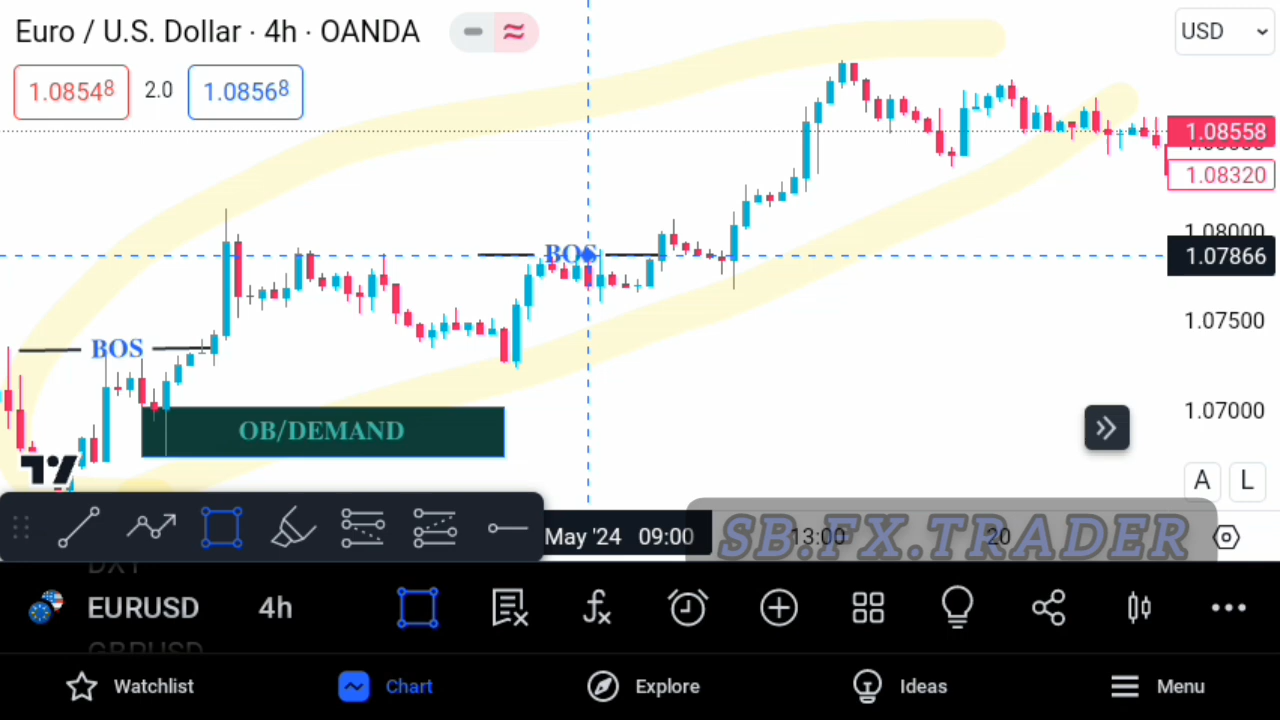 Euro / U.S. Dollar · 4h · OANDA
USD
1.08548 2.0 1.08568
1.08558
1.08320
1.08000
BOS
1.07866
1.07500
BOS
1.07000
OB/DEMAND
A L
May '24 09:00 13:00 20
SB.FX.TRADER
DXY
EURUSD 4h
GBPUSD
Watchlist Chart Explore Ideas Menu